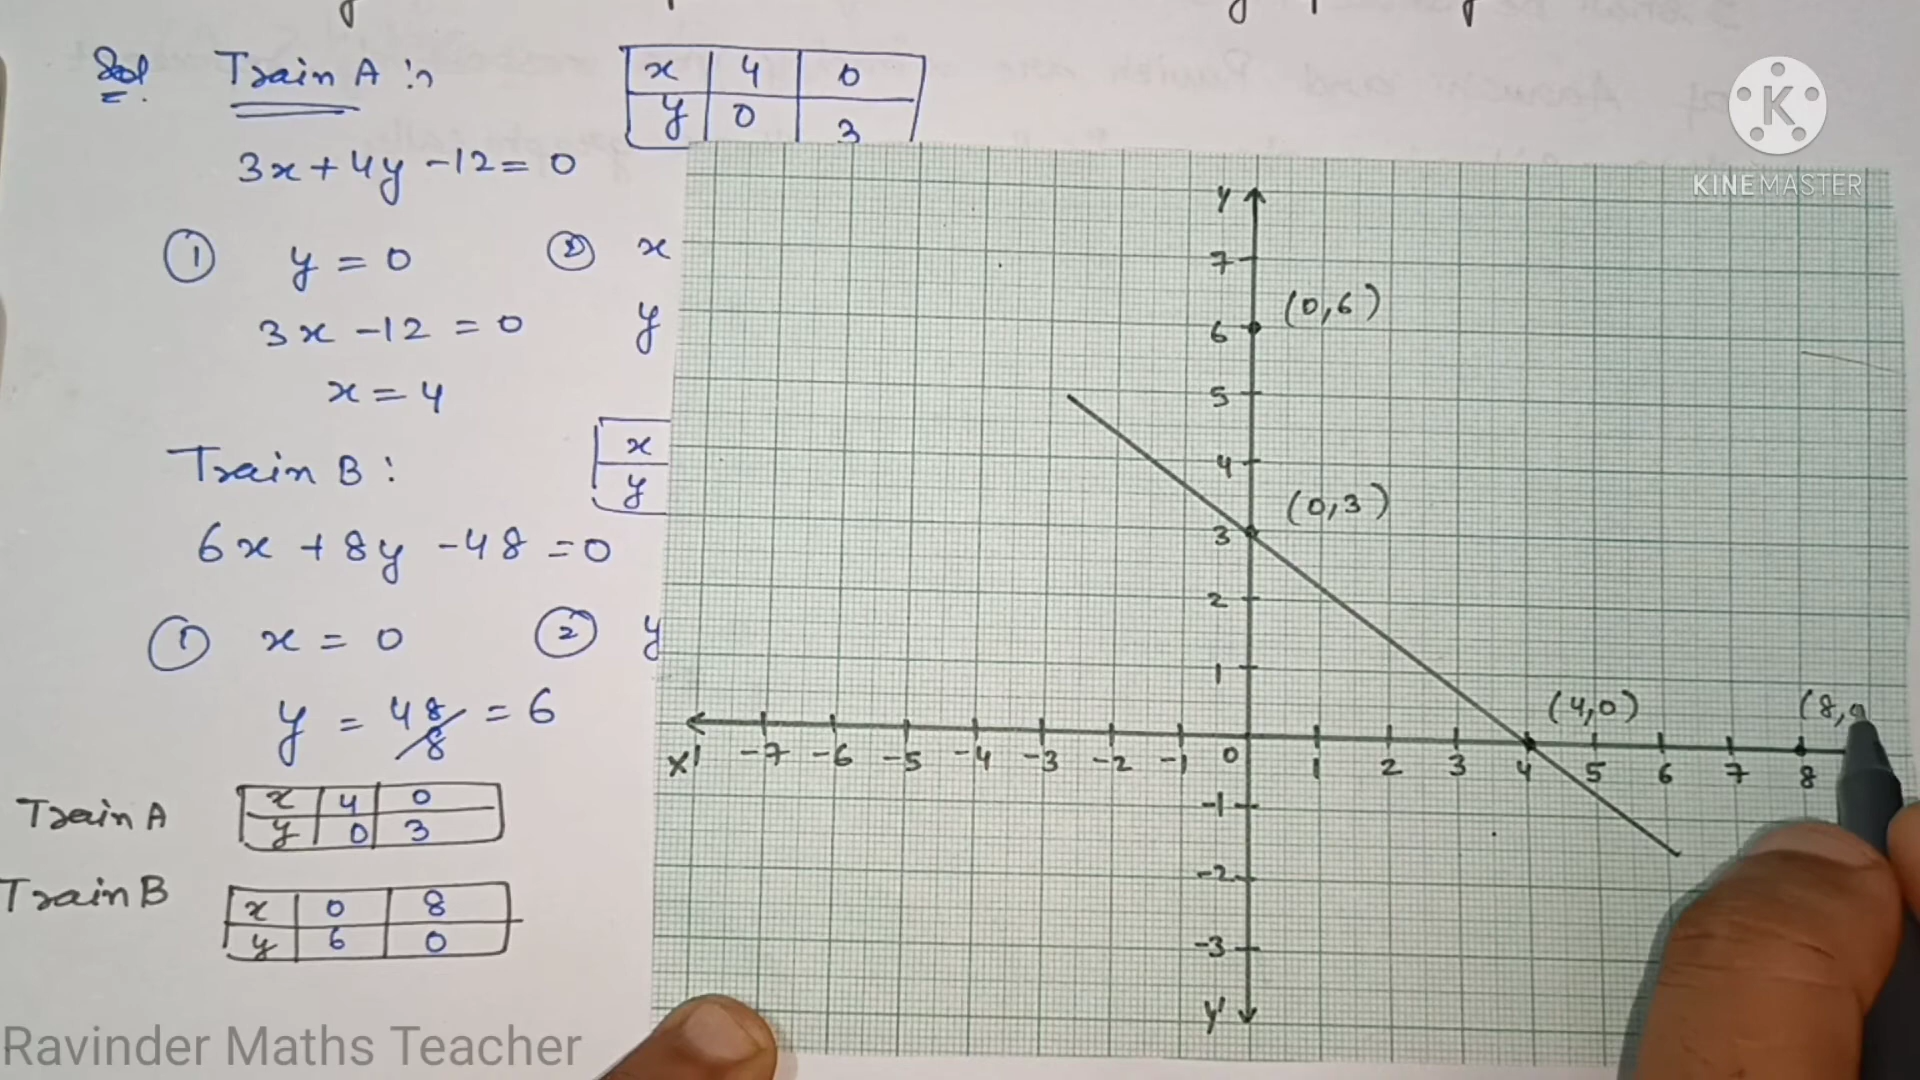 Sol Train A :
x 4 0
y 0 3
3x + 4y - 12 = 0
① y = 0 ② x
3x - 12 = 0 y
x = 4
Train B :
x
y
6x + 8y - 48 = 0
① x = 0 ② y
y = 48/8 = 6
Train A
x 4 0
y 0 3
Train B
x 0 8
y 6 0
Ravinder Maths Teacher
K
KINEMASTER
Y
7
6 (0,6)
5
4
3 (0,3)
2
1
(4,0) (8,0
X' -7 -6 -5 -4 -3 -2 -1 0 1 2 3 4 5 6 7 8
-1
-2
-3
Y'